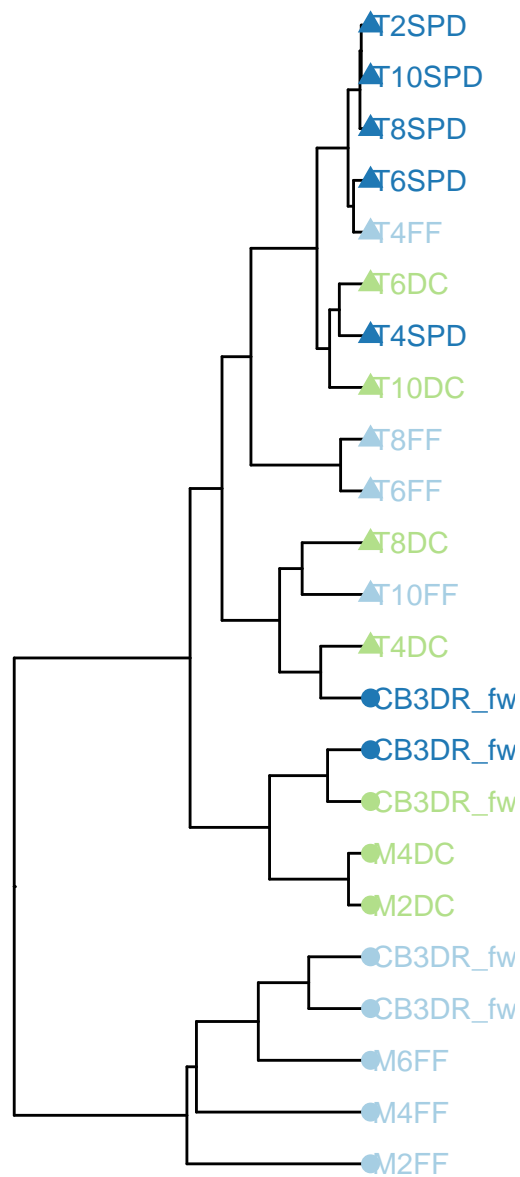 T2SPD
T10SPD
T8SPD
T6SPD
T4FF
T6DC
T4SPD
T10DC
T8FF
T6FF
T8DC
T10FF
T4DC
CB3DR_fw
CB3DR_fw
CB3DR_fw
M4DC
M2DC
CB3DR_fw
CB3DR_fw
M6FF
M4FF
M2FF